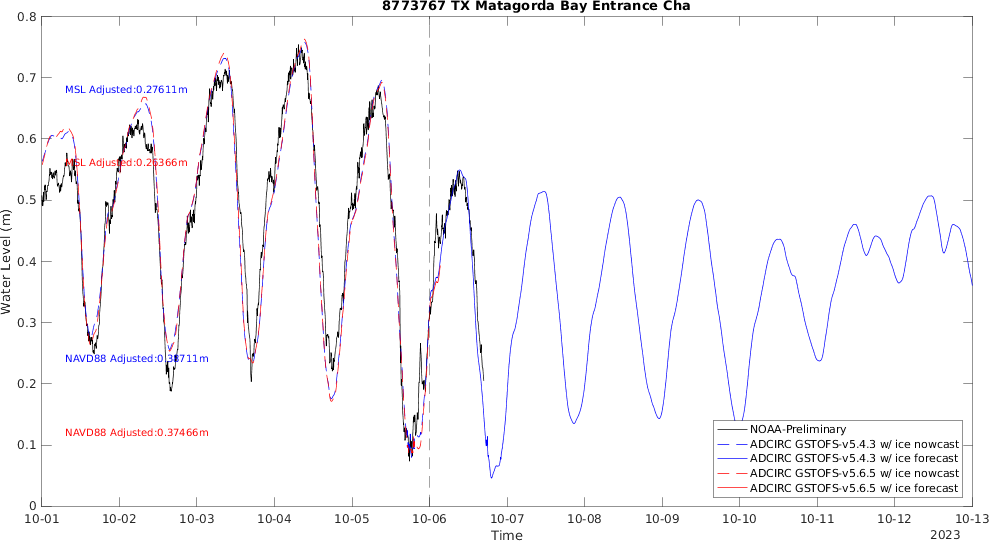 8773767 TX Matagorda Bay Entrance Cha
Water Level (m)
0.8
0.7
0.6
0.5
0.4
0.3
0.2
0.1
0
MSL Adjusted:0.27611m
MSL Adjusted:0.26366m
NAVD88 Adjusted:0.38711m
NAVD88 Adjusted:0.37466m
NOAA-Preliminary
ADCIRC GSTOFS-v5.4.3 w/ ice nowcast
ADCIRC GSTOFS-v5.4.3 w/ ice forecast
ADCIRC GSTOFS-v5.6.5 w/ ice nowcast
ADCIRC GSTOFS-v5.6.5 w/ ice forecast
10-01 10-02 10-03 10-04 10-05 10-06 10-07 10-08 10-09 10-10 10-11 10-12 10-13
Time
2023